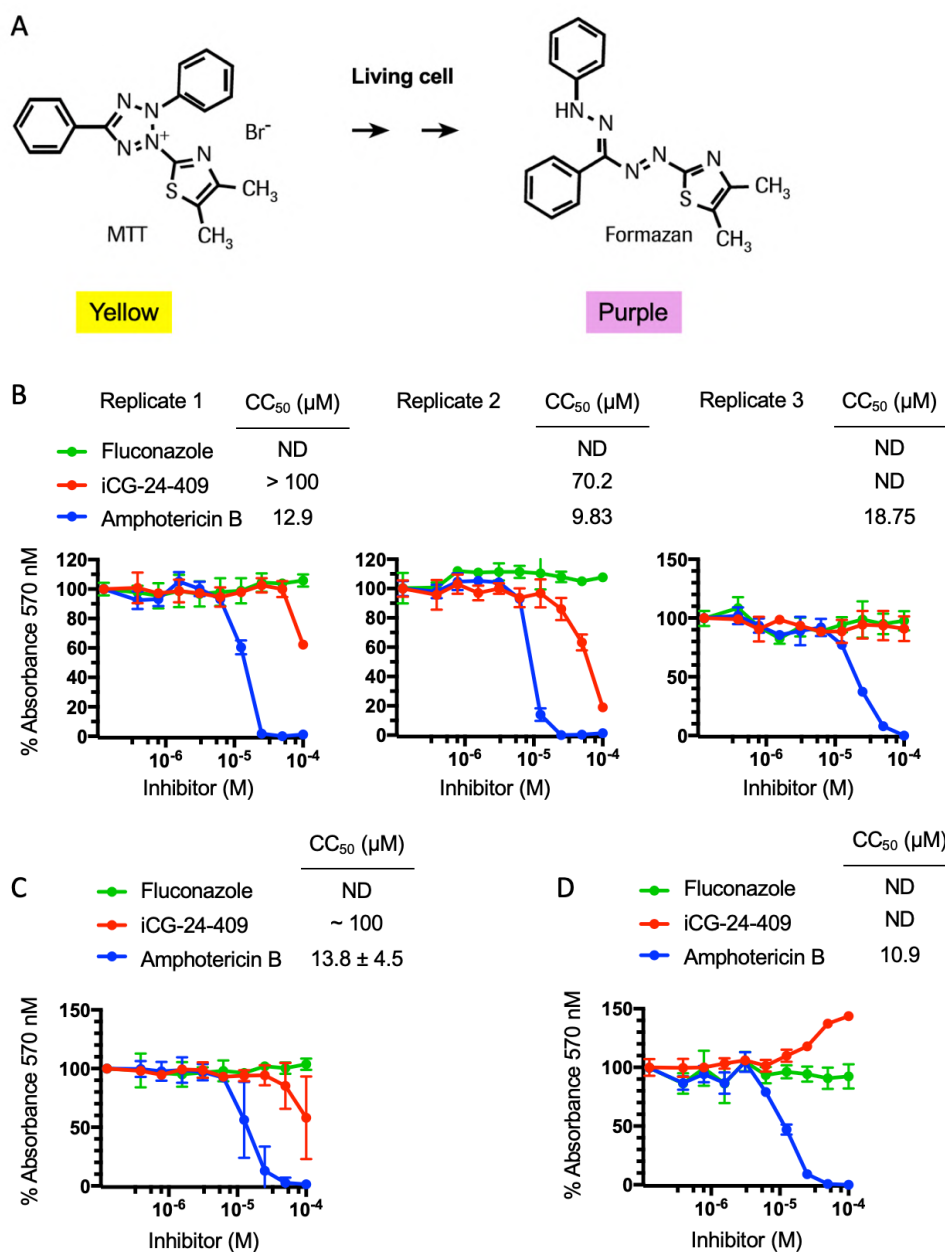 A
Living cell
N N N N+ Br- N S CH3 CH3
HN N N N N S CH3 CH3
MTT Formazan
Yellow Purple
B Replicate 1 CC50 (µM) Replicate 2 CC50 (µM) Replicate 3 CC50 (µM)
Fluconazole ND ND ND
iCG-24-409 > 100 70.2 ND
Amphotericin B 12.9 9.83 18.75
% Absorbance 570 nM
120 100 80 60 40 20 0
120 100 80 60 40 20 0
150 100 50 0
10-6 10-5 10-4 10-6 10-5 10-4 10-6 10-5 10-4
Inhibitor (M) Inhibitor (M) Inhibitor (M)
C CC50 (µM)
Fluconazole ND
iCG-24-409 ~ 100
Amphotericin B 13.8 ± 4.5
% Absorbance 570 nM
150 100 50 0
10-6 10-5 10-4
Inhibitor (M)
D CC50 (µM)
Fluconazole ND
iCG-24-409 ND
Amphotericin B 10.9
% Absorbance 570 nM
150 100 50 0
10-6 10-5 10-4
Inhibitor (M)